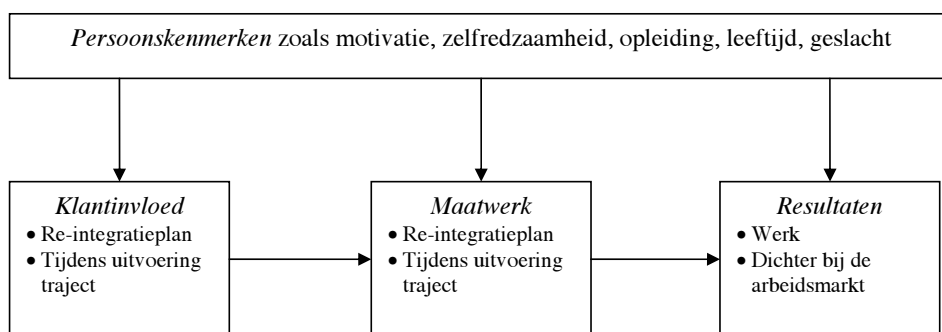 Persoonskenmerken zoals motivatie, zelfredzaamheid, opleiding, leeftijd, geslacht
Klantinvloed
• Re-integratieplan
• Tijdens uitvoering
traject
Maatwerk
• Re-integratieplan
• Tijdens uitvoering
traject
Resultaten
• Werk
• Dichter bij de
arbeidsmarkt